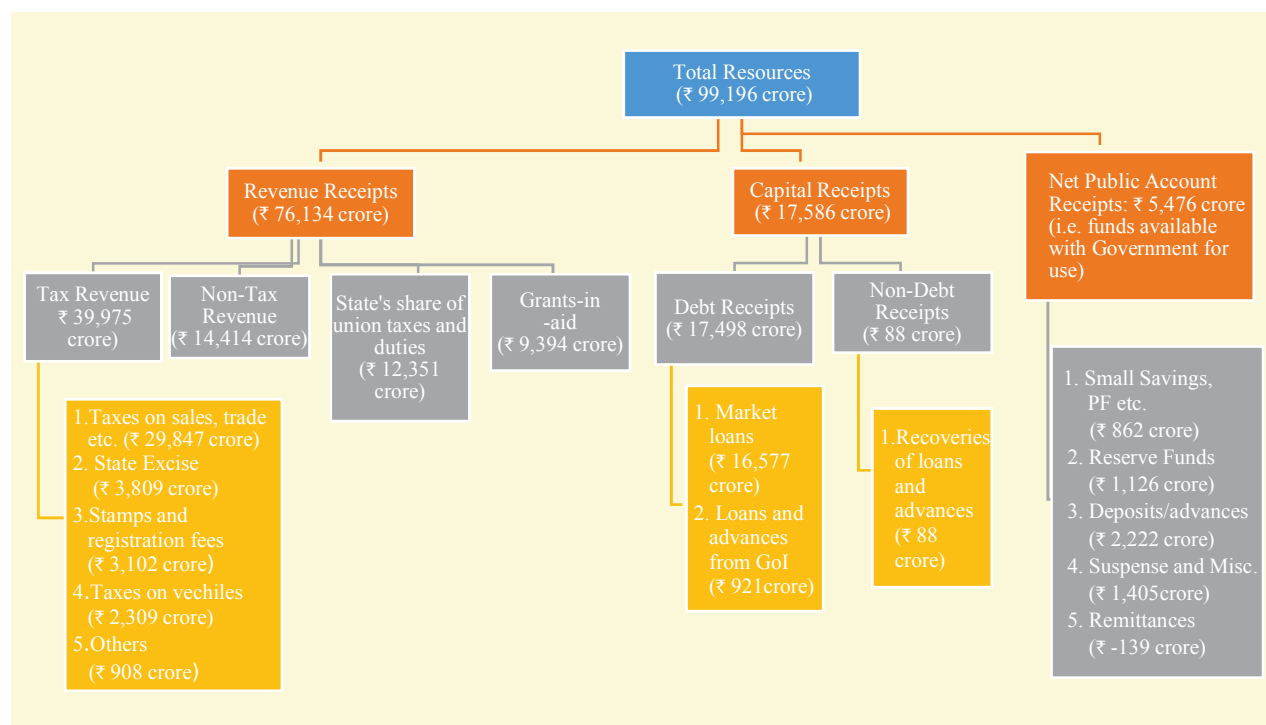 Total Resources
(₹ 99,196 crore)
Revenue Receipts
(₹ 76,134 crore)
Capital Receipts
(₹ 17,586 crore)
Net Public Account
Receipts: ₹ 5,476 crore
(i.e. funds available
with Government for
use)
Tax Revenue
₹ 39,975
crore)
Non-Tax
Revenue
(₹ 14,414 crore)
State's share of
union taxes and
duties
(₹ 12,351
crore)
Grants-in
-aid
(₹ 9,394 crore)
Debt Receipts
(₹ 17,498 crore)
Non-Debt
Receipts
(₹ 88 crore)
1.Taxes on sales, trade
etc. (₹ 29,847 crore)
2. State Excise
(₹ 3,809 crore)
3.Stamps and
registration fees
(₹ 3,102 crore)
4.Taxes on vechiles
(₹ 2,309 crore)
5.Others
(₹ 908 crore)
1. Market
loans
(₹ 16,577
crore)
2. Loans and
advances
from GoI
(₹ 921crore)
1.Recoveries
of loans
and
advances
(₹ 88
crore)
1. Small Savings,
PF etc.
(₹ 862 crore)
2. Reserve Funds
(₹ 1,126 crore)
3. Deposits/advances
(₹ 2,222 crore)
4. Suspense and Misc.
(₹ 1,405crore)
5. Remittances
(₹ -139 crore)